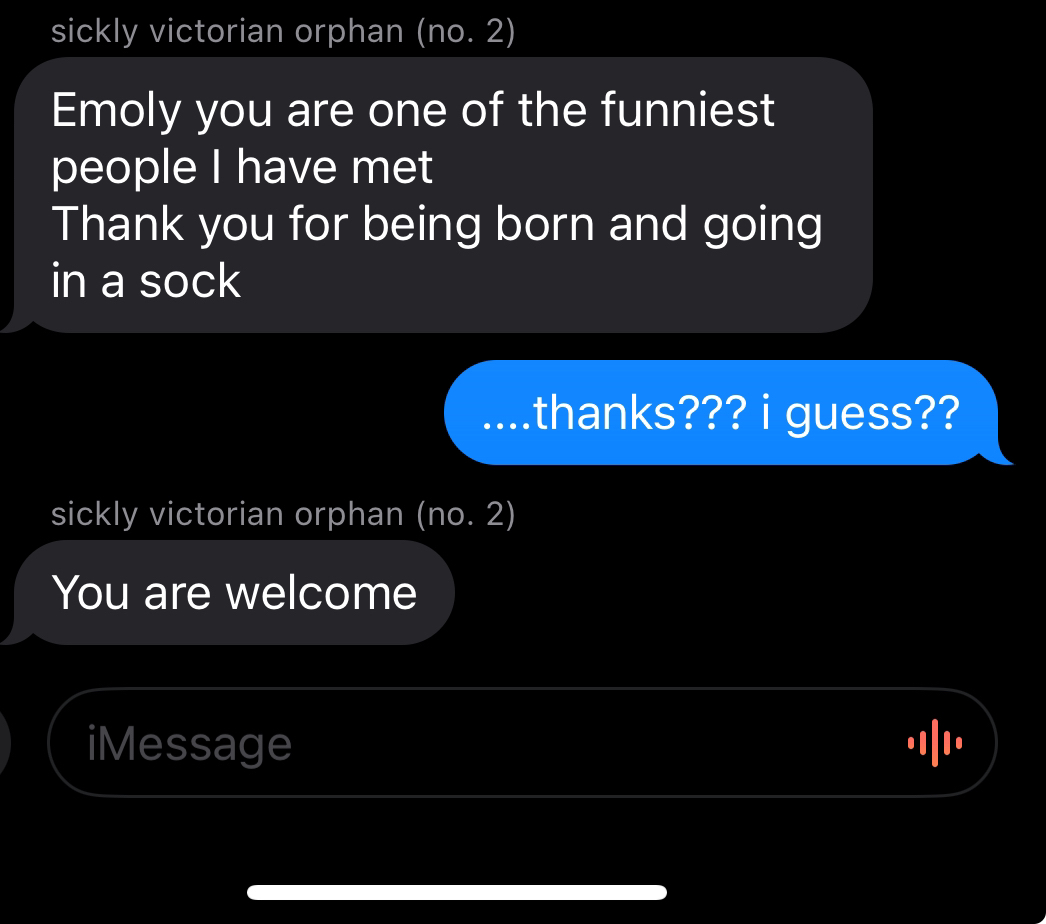 sickly victorian orphan (no. 2)
Emoly you are one of the funniest
people I have met
Thank you for being born and going
in a sock
....thanks??? i guess??
sickly victorian orphan (no. 2)
You are welcome
iMessage